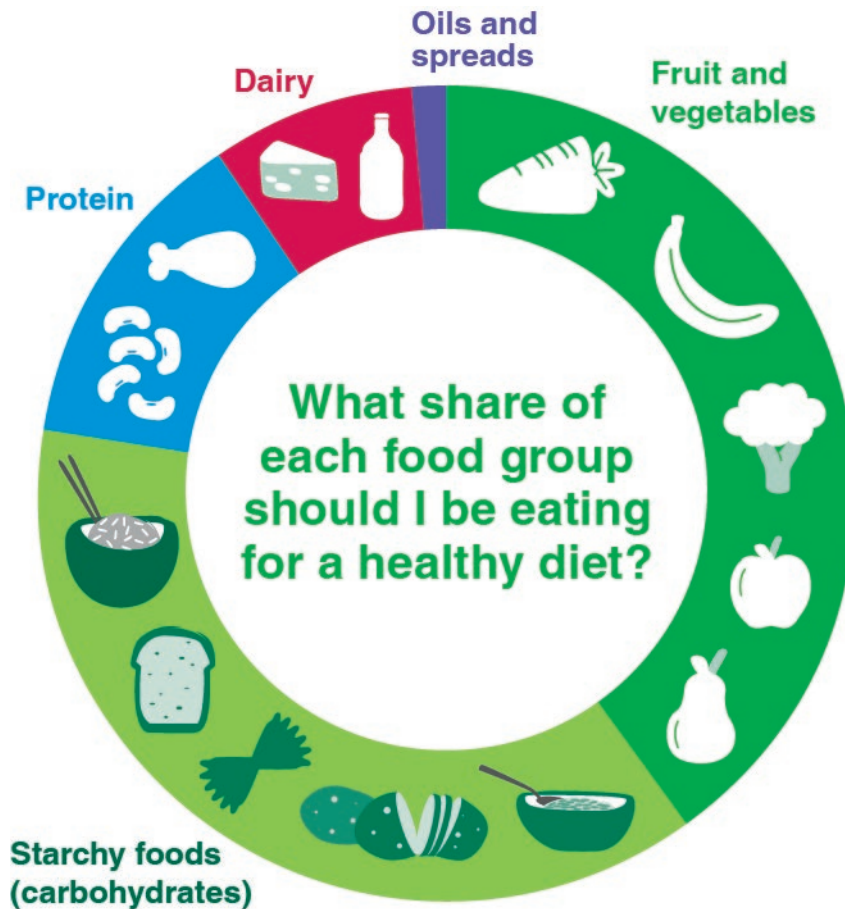 Oils and
spreads
Dairy
Fruit and
vegetables
Protein
What share of
each food group
should I be eating
for a healthy diet?
Starchy foods
(carbohydrates)